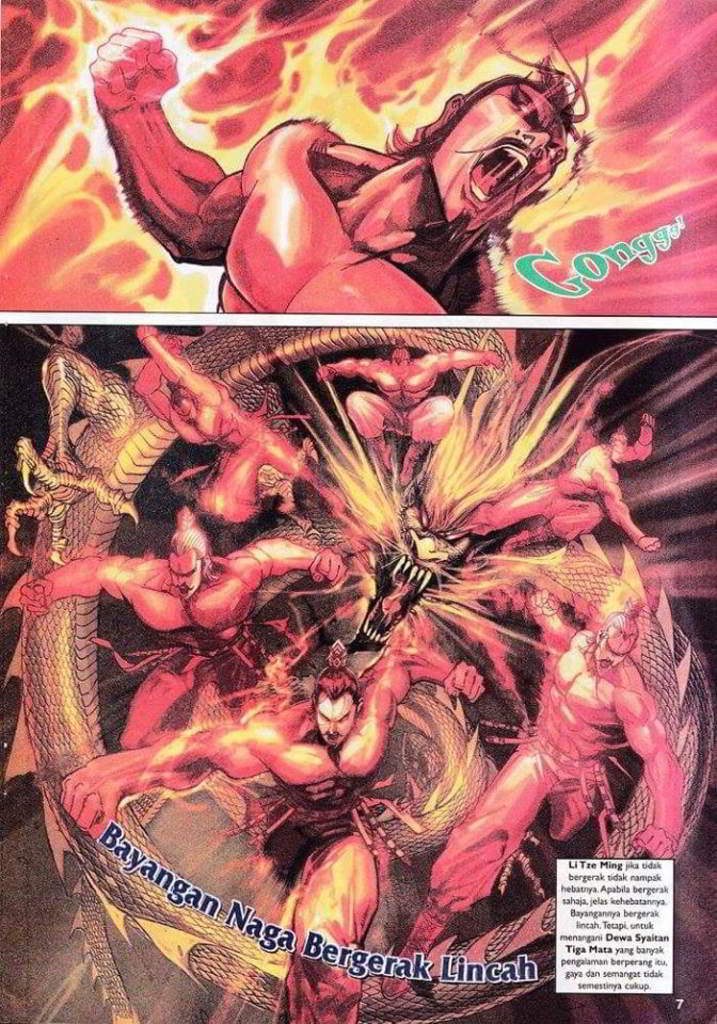 Gongggg!
Bayangan Naga Bergerak Lincah
Li Tze Ming jika tidak
bergerak tidak nampak
hebatnya. Apabila bergerak
sahaja, jelas kehebatannya.
Bayangannya bergerak
lincah. Tetapi, untuk
menangani Dewa Syaitan
Tiga Mata yang banyak
pengalaman berperang itu,
gaya dan semangat tidak
semestinya cukup.
7